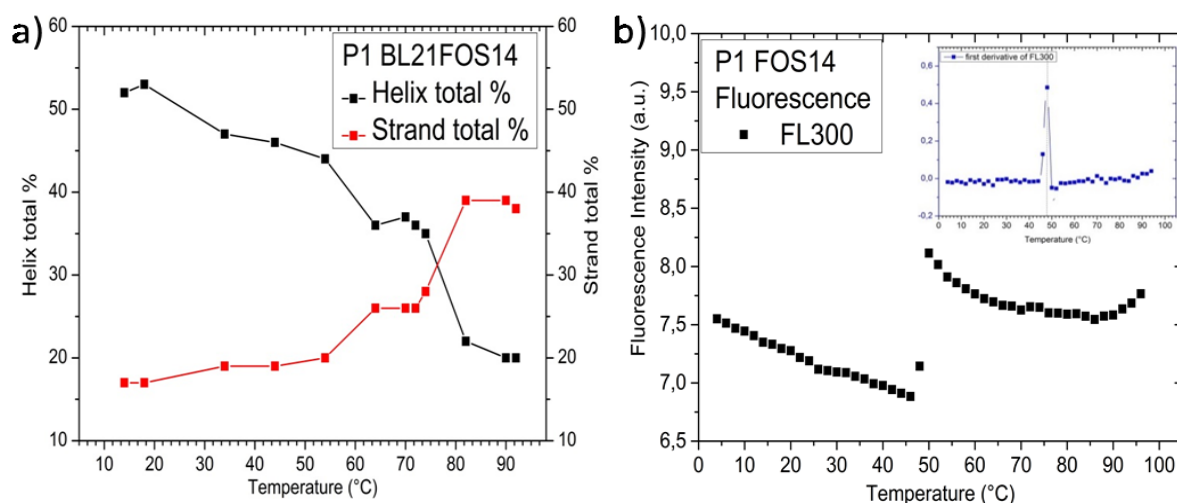 a)
P1 BL21FOS14
Helix total %
Strand total %
60
50
40
30
20
10
Helix total %
60
50
40
30
20
10
Strand total %
10 20 30 40 50 60 70 80 90
Temperature (°C)
b)
P1 FOS14
Fluorescence
FL300
10,0
9,5
9,0
8,5
8,0
7,5
7,0
6,5
Fluorescence Intensity (a.u.)
0 10 20 30 40 50 60 70 80 90 100
Temperature (°C)
first derivative of FL300
0,6
0,4
0,2
0,0
-0,2
0 10 20 30 40 50 60 70 80 90 100
Temperature (°C)